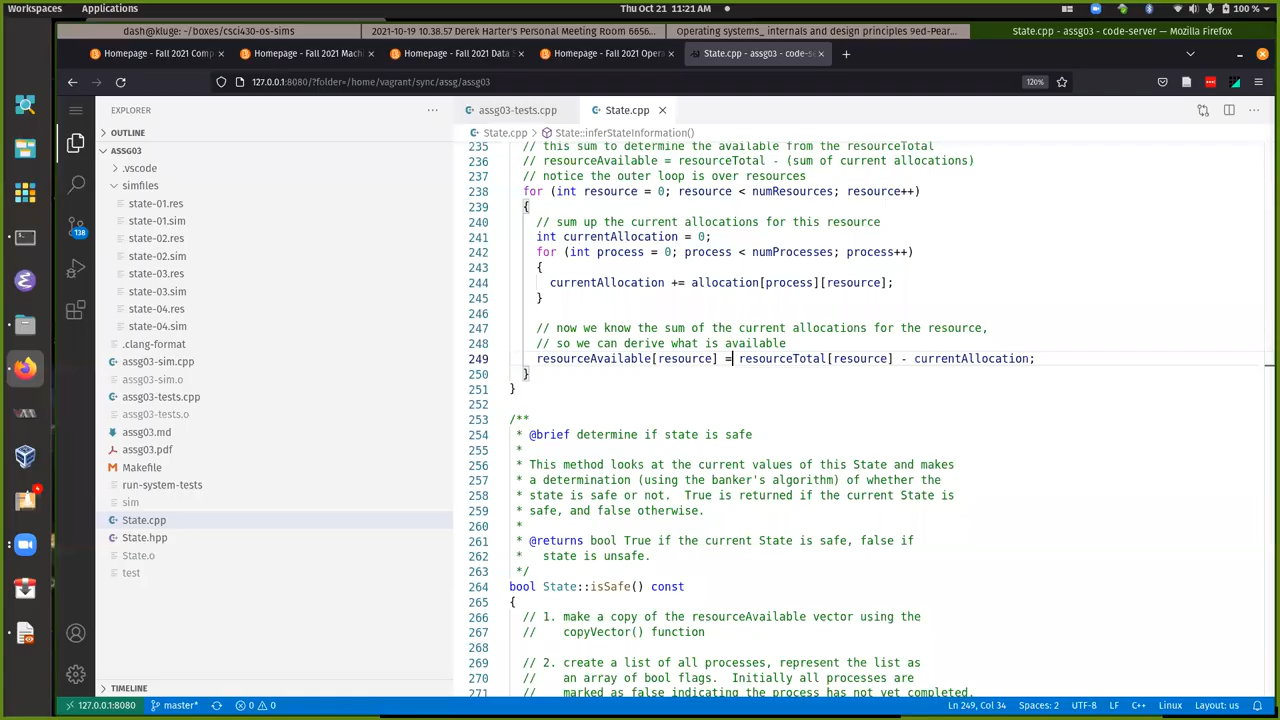 Workspaces Applications Thu Oct 21 11:21 AM 100 %
dash@kluge: ~/boxes/csci430-os-sims 2021-10-19 10.38.57 Derek Harter's Personal Meeting Room 6656... Operating systems_ internals and design principles 9ed-Pear... State.cpp - assg03 - code-server — Mozilla Firefox
Homepage - Fall 2021 Comp Homepage - Fall 2021 Machi Homepage - Fall 2021 Data S Homepage - Fall 2021 Opera State.cpp - assg03 - code-se
127.0.0.1:8080/?folder=/home/vagrant/sync/assg/assg03 120%
EXPLORER
OUTLINE
ASSG03
.vscode
simfiles
state-01.res
state-01.sim
state-02.res
state-02.sim
state-03.res
state-03.sim
state-04.res
state-04.sim
.clang-format
assg03-sim.cpp
assg03-sim.o
assg03-tests.cpp
assg03-tests.o
assg03.md
assg03.pdf
Makefile
run-system-tests
sim
State.cpp
State.hpp
State.o
test
TIMELINE
138
4
assg03-tests.cpp State.cpp
State.cpp > State::inferStateInformation()
235 // this sum to determine the available from the resourceTotal
236 // resourceAvailable = resourceTotal - (sum of current allocations)
237 // notice the outer loop is over resources
238 for (int resource = 0; resource < numResources; resource++)
239 {
240 // sum up the current allocations for this resource
241 int currentAllocation = 0;
242 for (int process = 0; process < numProcesses; process++)
243 {
244 currentAllocation += allocation[process][resource];
245 }
246
247 // now we know the sum of the current allocations for the resource,
248 // so we can derive what is available
249 resourceAvailable[resource] = resourceTotal[resource] - currentAllocation;
250 }
251 }
252
253 /**
254 * @brief determine if state is safe
255 *
256 * This method looks at the current values of this State and makes
257 * a determination (using the banker's algorithm) of whether the
258 * state is safe or not. True is returned if the current State is
259 * safe, and false otherwise.
260 *
261 * @returns bool True if the current State is safe, false if
262 * state is unsafe.
263 */
264 bool State::isSafe() const
265 {
266 // 1. make a copy of the resourceAvailable vector using the
267 // copyVector() function
268
269 // 2. create a list of all processes, represent the list as
270 // an array of bool flags. Initially all processes are
271 // marked as false indicating the process has not yet completed.
127.0.0.1:8080 master* 0 0 Ln 249, Col 34 Spaces: 2 UTF-8 LF C++ Linux Layout: us